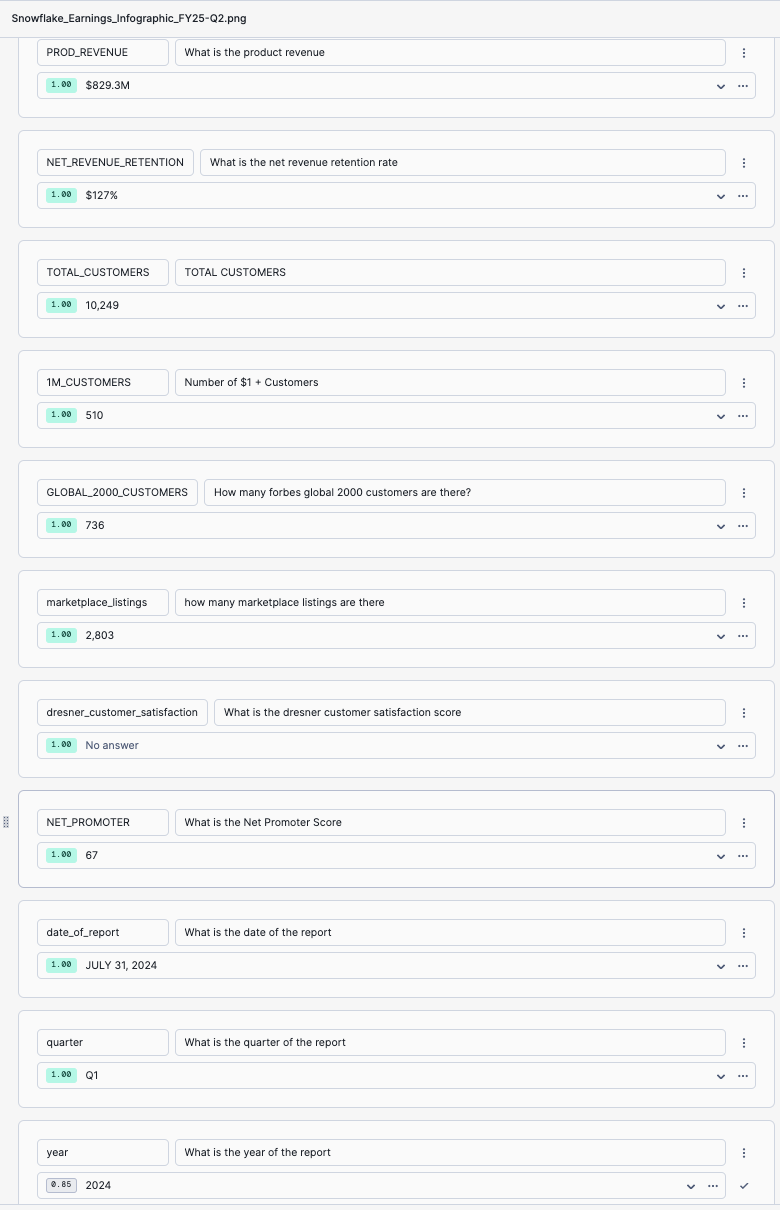 Snowflake_Earnings_Infographic_FY25-Q2.png
PROD_REVENUE What is the product revenue
1.00 $829.3M
NET_REVENUE_RETENTION What is the net revenue retention rate
1.00 $127%
TOTAL_CUSTOMERS TOTAL CUSTOMERS
1.00 10,249
1M_CUSTOMERS Number of $1 + Customers
1.00 510
GLOBAL_2000_CUSTOMERS How many forbes global 2000 customers are there?
1.00 736
marketplace_listings how many marketplace listings are there
1.00 2,803
dresner_customer_satisfaction What is the dresner customer satisfaction score
1.00 No answer
NET_PROMOTER What is the Net Promoter Score
1.00 67
date_of_report What is the date of the report
1.00 JULY 31, 2024
quarter What is the quarter of the report
1.00 Q1
year What is the year of the report
0.85 2024